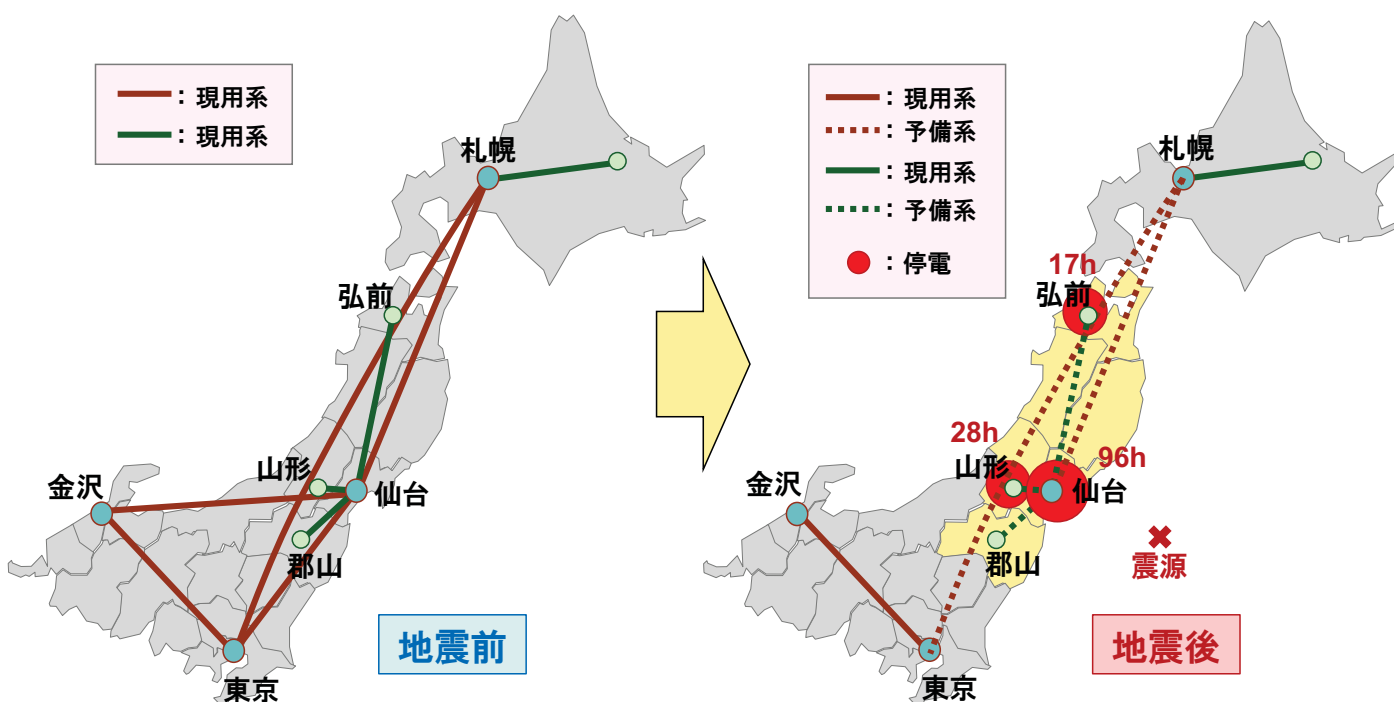 : 現用系
: 現用系
札幌
弘前
山形
仙台
金沢
郡山
東京
地震前
: 現用系
: 予備系
: 現用系
: 予備系
: 停電
札幌
17h
弘前
28h
山形
96h
仙台
金沢
郡山
震源
東京
地震後